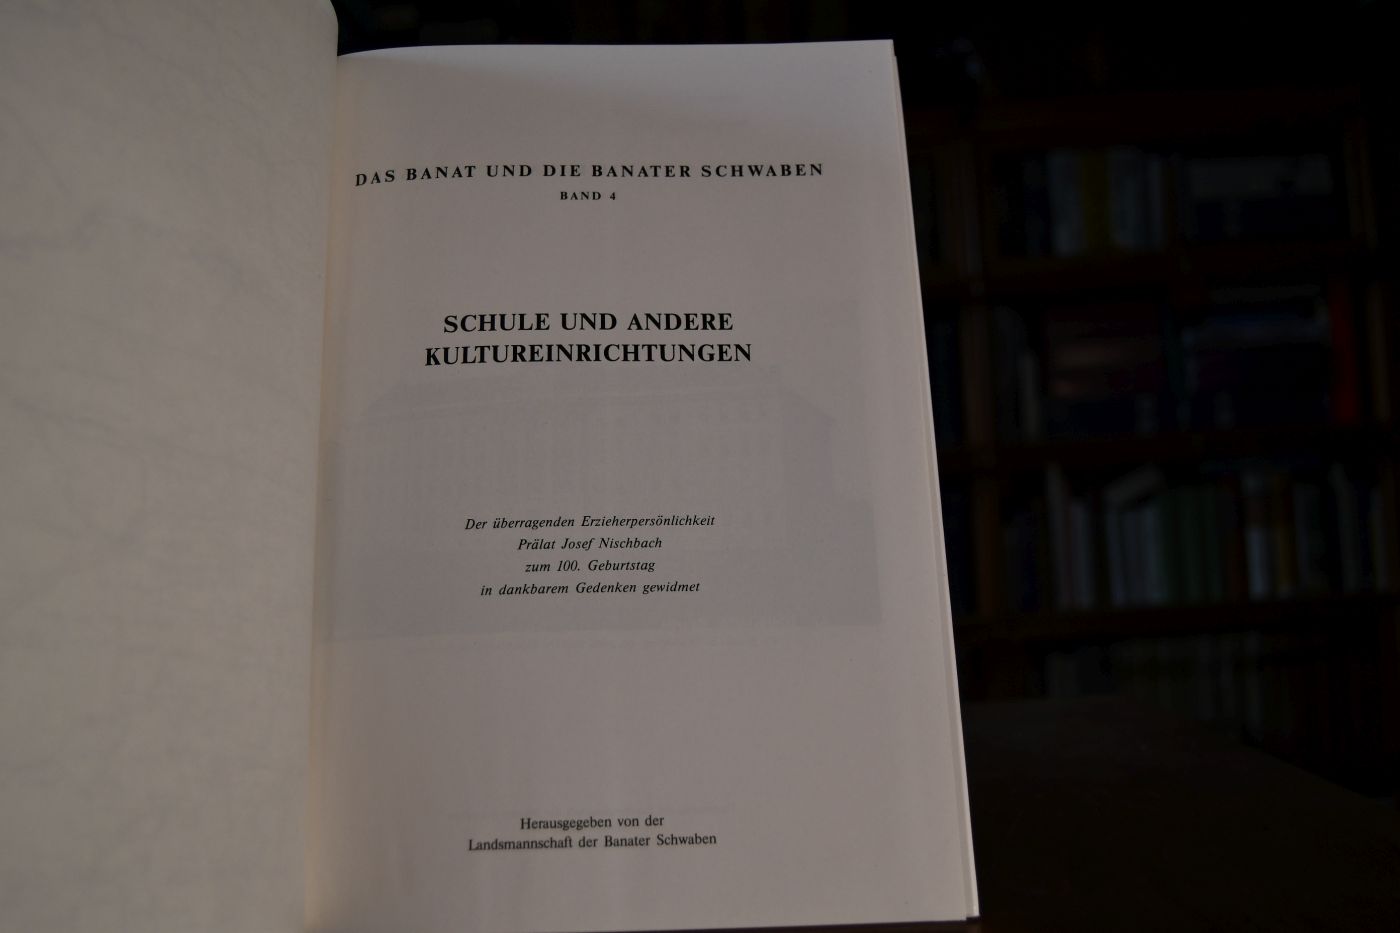 DAS BANAT UND DIE BANATER SCHWABEN
BAND 4
SCHULE UND ANDERE
KULTUREINRICHTUNGEN
Der überragenden Erzieherpersönlichkeit
Prälat Josef Nischbach
zum 100. Geburtstag
in dankbarem Gedenken gewidmet
Herausgegeben von der
Landsmannschaft der Banater Schwaben